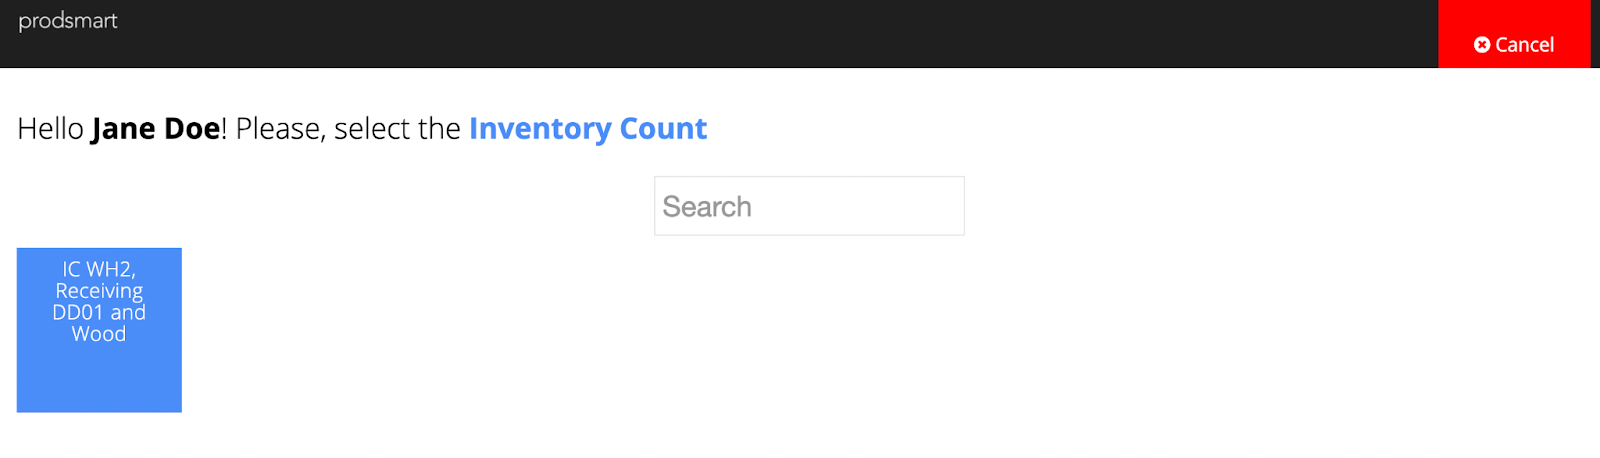 prodsmart
Cancel
Hello Jane Doe! Please, select the Inventory Count
Search
IC WH2,
Receiving
DD01 and
Wood